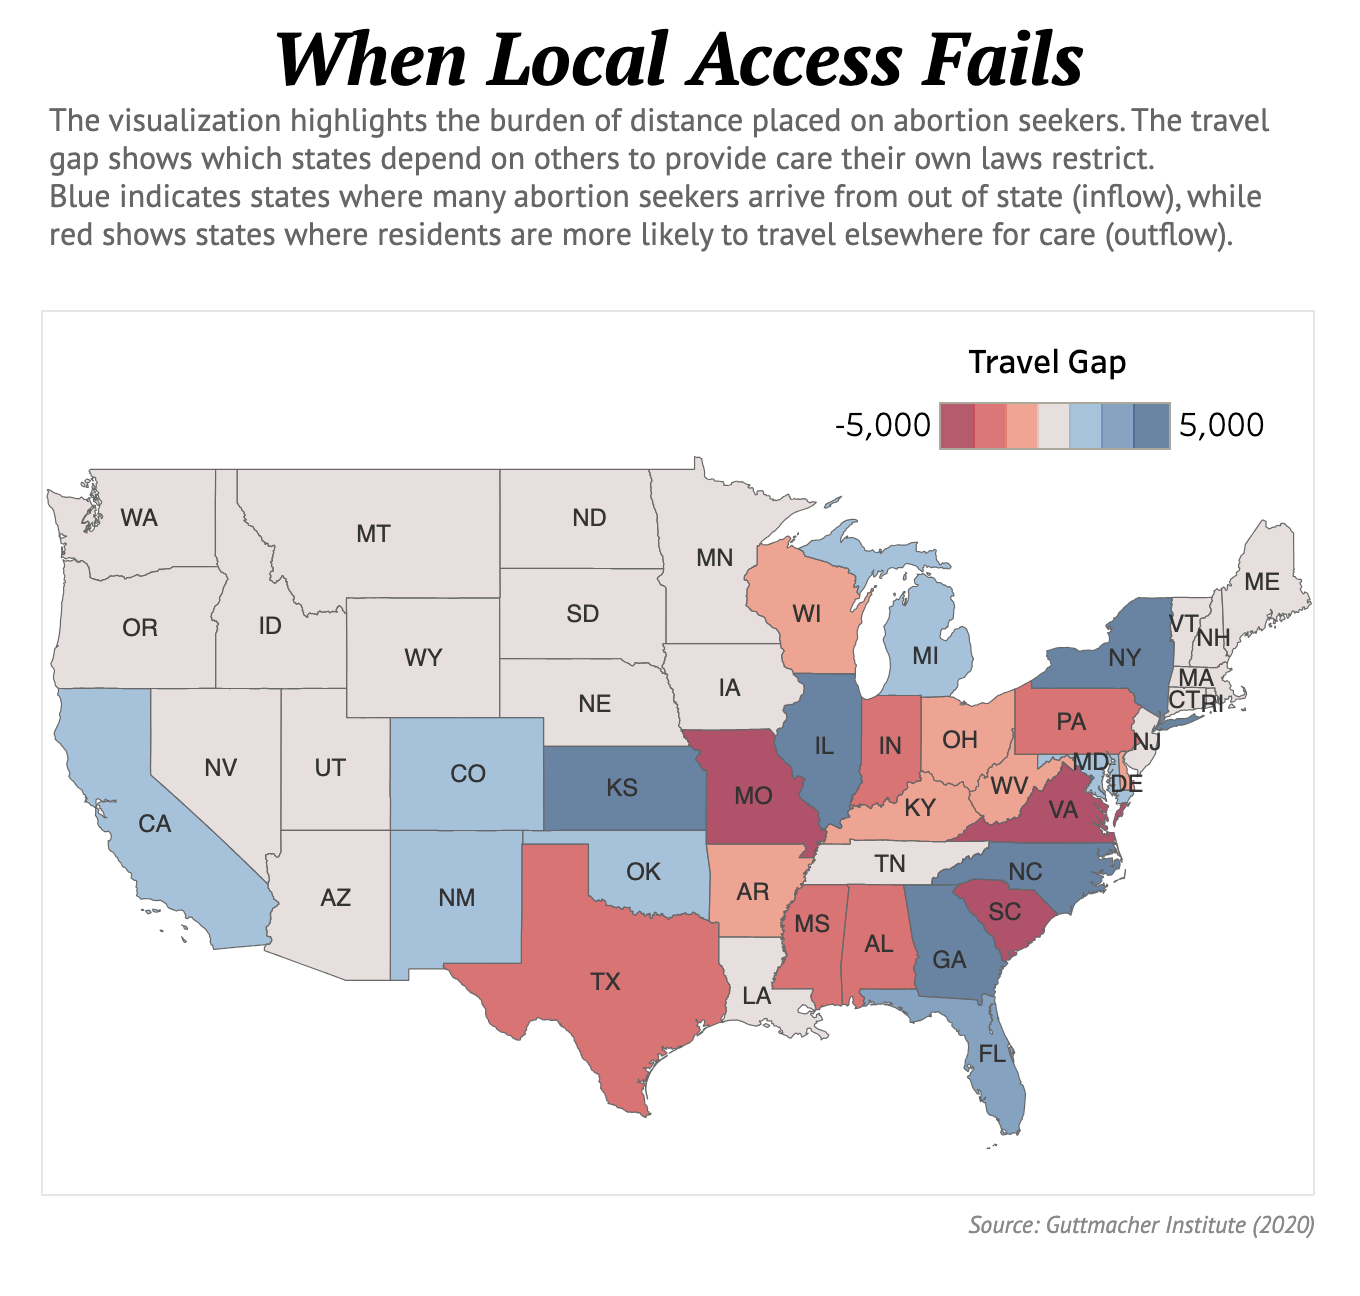 When Local Access Fails
The visualization highlights the burden of distance placed on abortion seekers. The travel
gap shows which states depend on others to provide care their own laws restrict.
Blue indicates states where many abortion seekers arrive from out of state (inflow), while
red shows states where residents are more likely to travel elsewhere for care (outflow).
Travel Gap
-5,000
5,000
WA
MT
ND
MN
ME
OR
ID
SD
WI
VT
NH
WY
MI
NY
MA
NE
IA
CT
RI
PA
NV
UT
CO
KS
MO
IL
IN
OH
NJ
MD
DE
WV
CA
KY
VA
AZ
NM
OK
AR
TN
NC
SC
TX
MS
AL
GA
LA
FL
Source: Guttmacher Institute (2020)